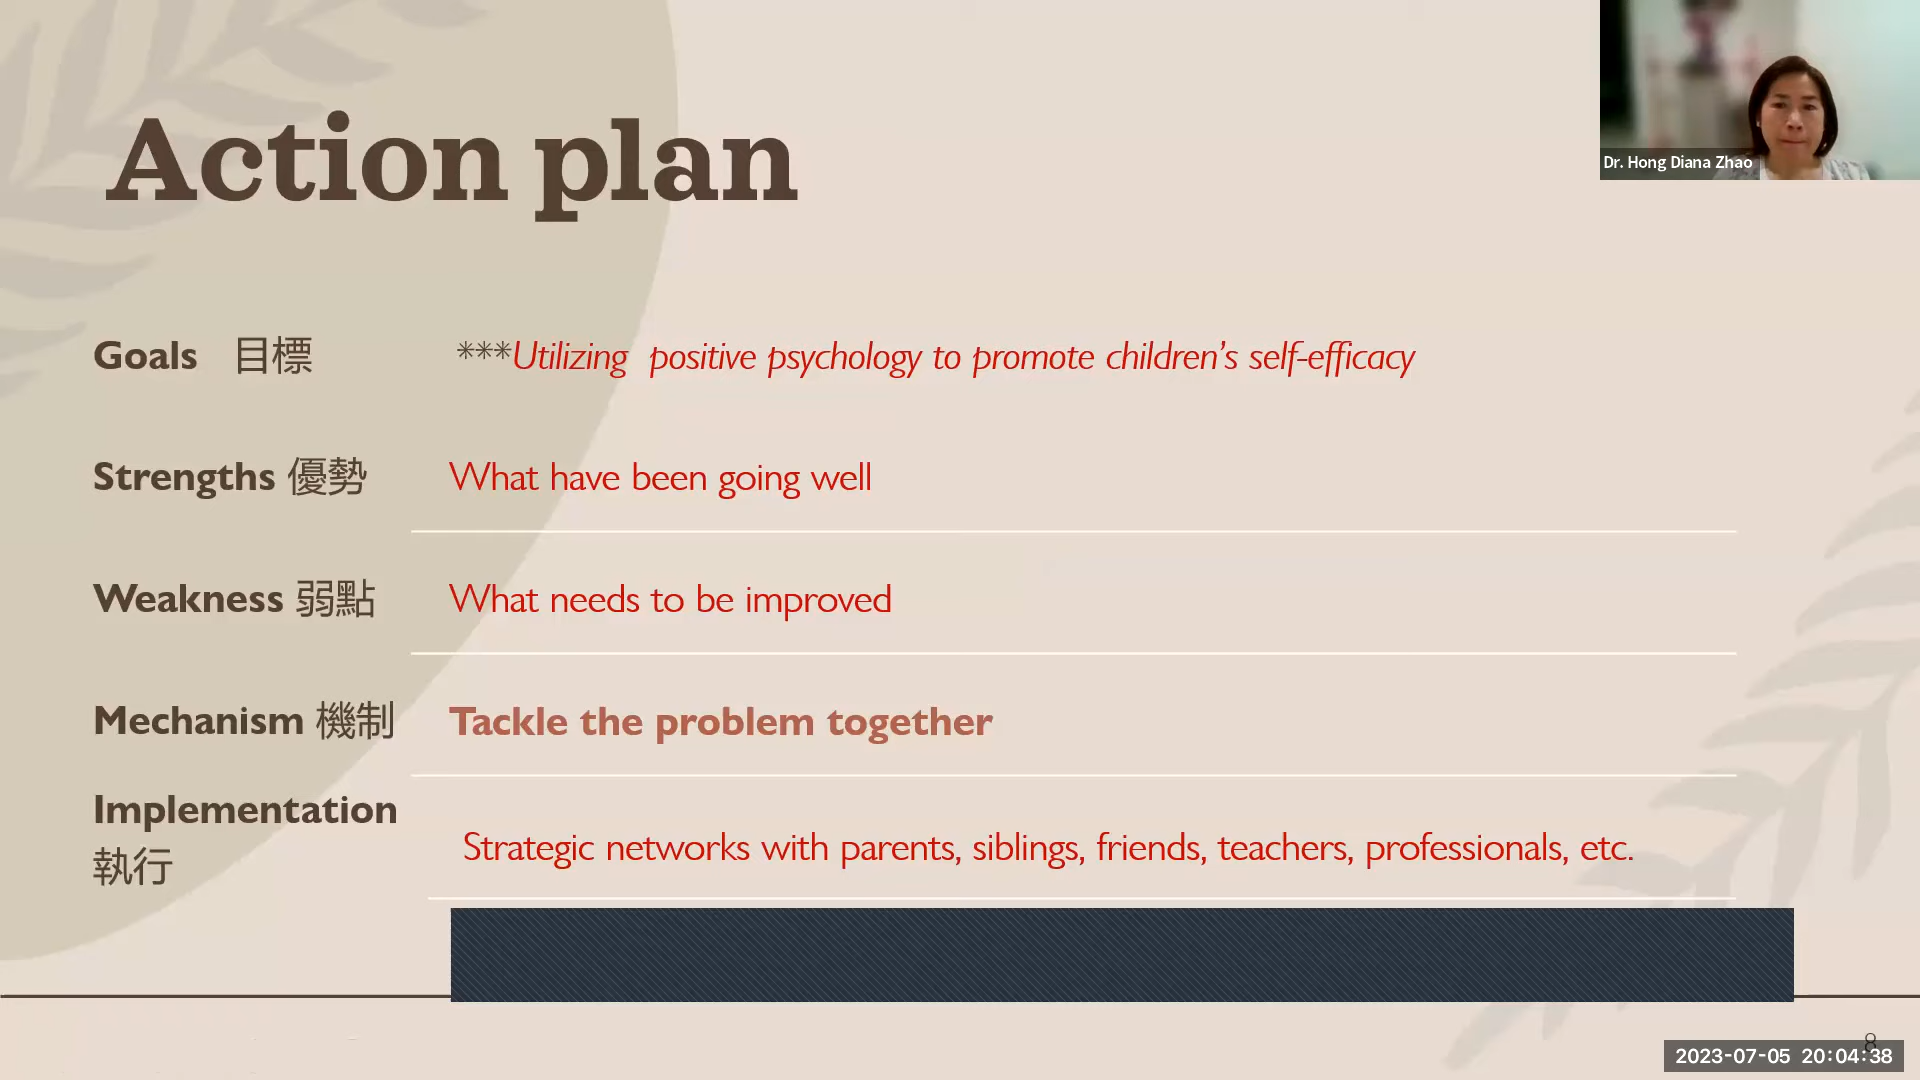 Action plan
Dr. Hong Diana Zhao
Goals 目標 ***Utilizing positive psychology to promote children's self-efficacy
Strengths 優勢 What have been going well
Weakness 弱點 What needs to be improved
Mechanism 機制 Tackle the problem together
Implementation
執行 Strategic networks with parents, siblings, friends, teachers, professionals, etc.
8
2023-07-05 20:04:38